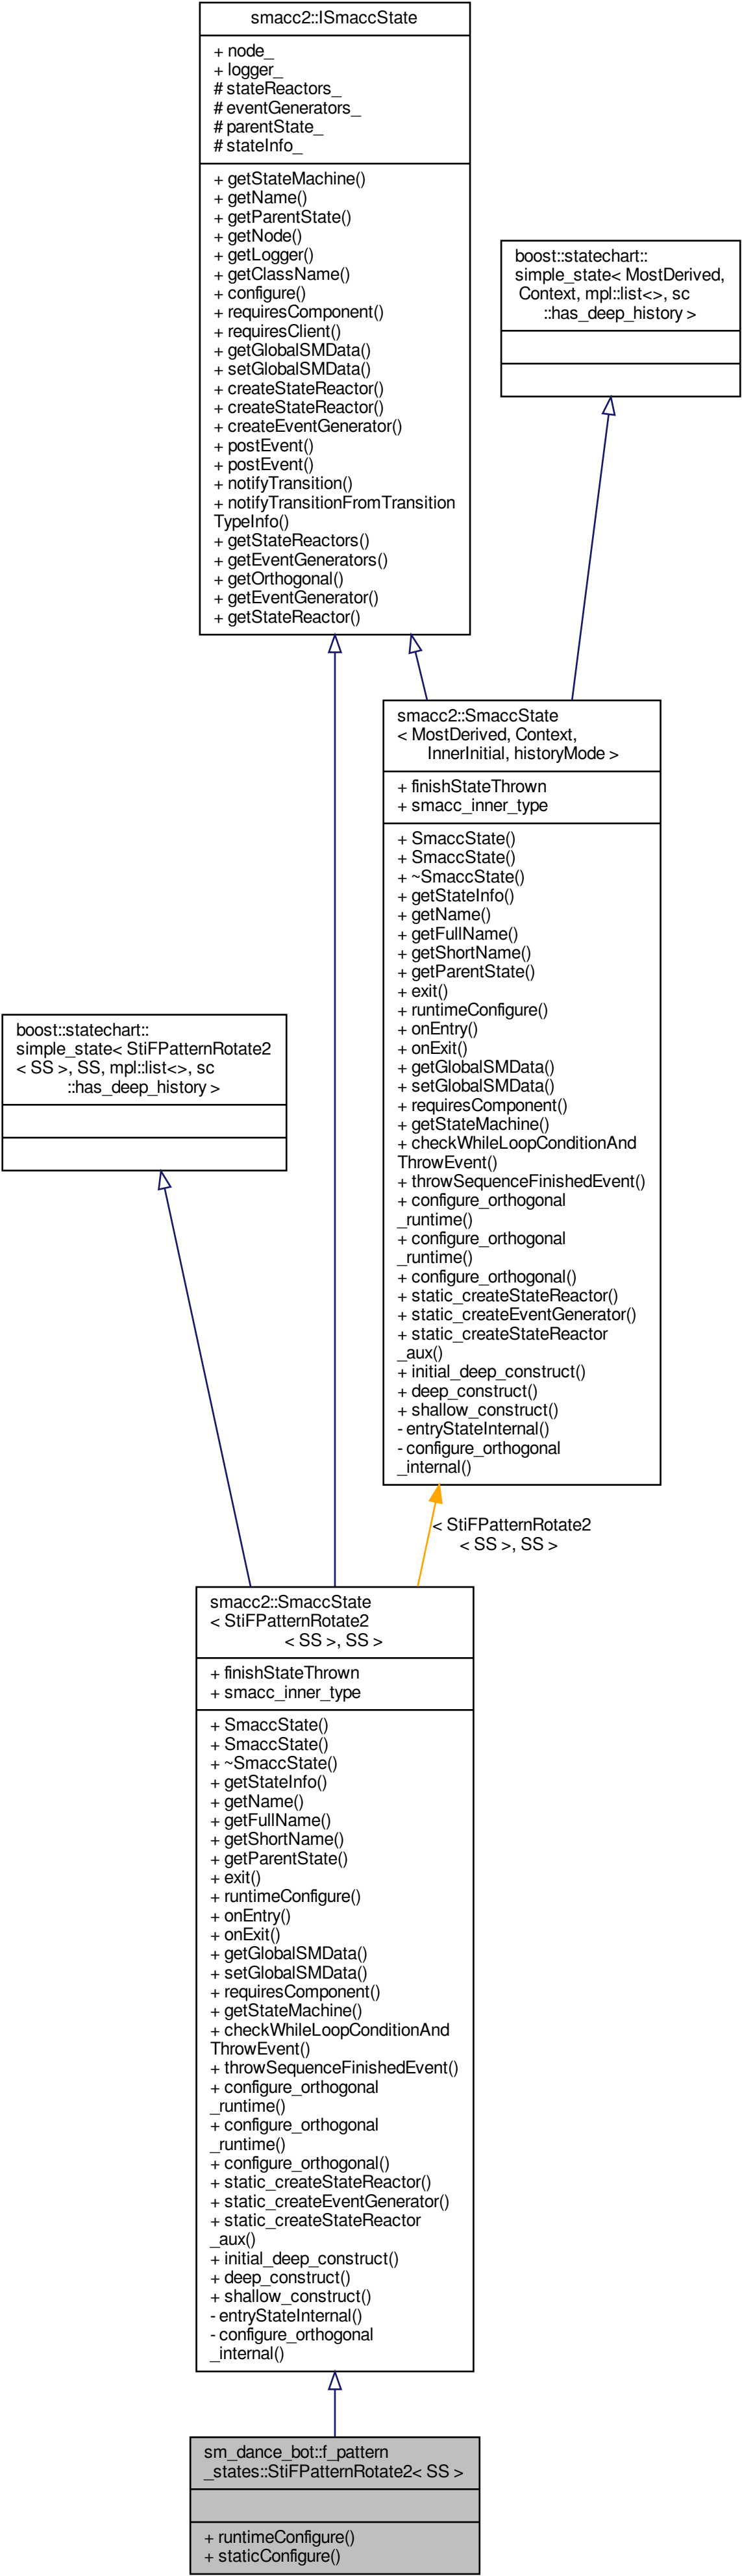 smacc2::ISmaccState
+ node_
+ logger_
# stateReactors_
# eventGenerators_
# parentState_
# stateInfo_
+ getStateMachine()
+ getName()
+ getParentState()
+ getNode()
+ getLogger()
+ getClassName()
+ configure()
+ requiresComponent()
+ requiresClient()
+ getGlobalSMData()
+ setGlobalSMData()
+ createStateReactor()
+ createStateReactor()
+ createEventGenerator()
+ postEvent()
+ postEvent()
+ notifyTransition()
+ notifyTransitionFromTransition
TypeInfo()
+ getStateReactors()
+ getEventGenerators()
+ getOrthogonal()
+ getEventGenerator()
+ getStateReactor()
boost::statechart::
simple_state< MostDerived,
Context, mpl::list<>, sc
::has_deep_history >
smacc2::SmaccState
< MostDerived, Context,
InnerInitial, historyMode >
+ finishStateThrown
+ smacc_inner_type
+ SmaccState()
+ SmaccState()
+ ~SmaccState()
+ getStateInfo()
+ getName()
+ getFullName()
+ getShortName()
+ getParentState()
+ exit()
+ runtimeConfigure()
+ onEntry()
+ onExit()
+ getGlobalSMData()
+ setGlobalSMData()
+ requiresComponent()
+ getStateMachine()
+ checkWhileLoopConditionAnd
ThrowEvent()
+ throwSequenceFinishedEvent()
+ configure_orthogonal
_runtime()
+ configure_orthogonal
_runtime()
+ configure_orthogonal()
+ static_createStateReactor()
+ static_createEventGenerator()
+ static_createStateReactor
_aux()
+ initial_deep_construct()
+ deep_construct()
+ shallow_construct()
- entryStateInternal()
- configure_orthogonal
_internal()
boost::statechart::
simple_state< StiFPatternRotate2
< SS >, SS, mpl::list<>, sc
::has_deep_history >
< StiFPatternRotate2
< SS >, SS >
smacc2::SmaccState
< StiFPatternRotate2
< SS >, SS >
+ finishStateThrown
+ smacc_inner_type
+ SmaccState()
+ SmaccState()
+ ~SmaccState()
+ getStateInfo()
+ getName()
+ getFullName()
+ getShortName()
+ getParentState()
+ exit()
+ runtimeConfigure()
+ onEntry()
+ onExit()
+ getGlobalSMData()
+ setGlobalSMData()
+ requiresComponent()
+ getStateMachine()
+ checkWhileLoopConditionAnd
ThrowEvent()
+ throwSequenceFinishedEvent()
+ configure_orthogonal
_runtime()
+ configure_orthogonal
_runtime()
+ configure_orthogonal()
+ static_createStateReactor()
+ static_createEventGenerator()
+ static_createStateReactor
_aux()
+ initial_deep_construct()
+ deep_construct()
+ shallow_construct()
- entryStateInternal()
- configure_orthogonal
_internal()
sm_dance_bot::f_pattern
_states::StiFPatternRotate2< SS >
+ runtimeConfigure()
+ staticConfigure()